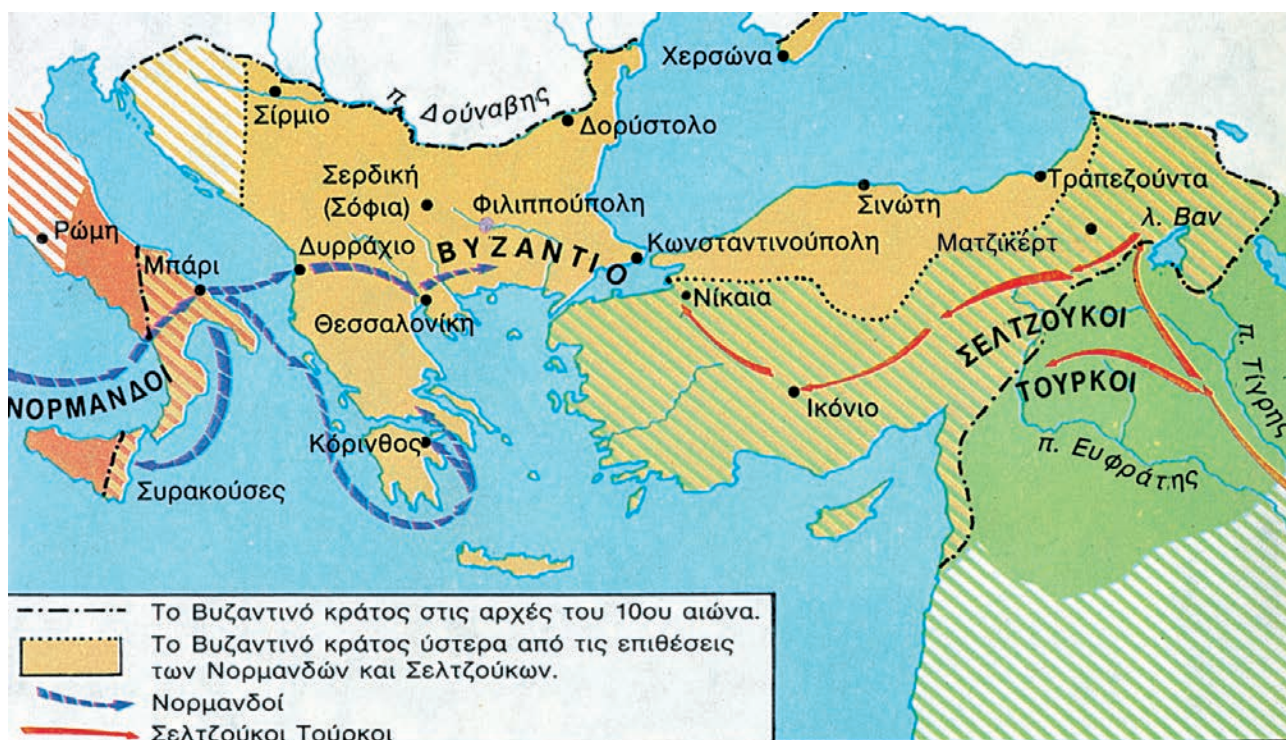 Χερσώνα
π. Δούναβης
Σίρμιο
Δορύστολο
Σερδική
(Σόφια)
Φιλιππούπολη
Τράπεζούντα
Σινώτη
λ. Βαν
Ρώμη
Δυρράχιο
ΒΥΖΑΝΤΙΟ
Κωνσταντινούπολη
Ματζικέρτ
Μπάρι
Νίκαια
Θεσσαλονίκη
ΣΕΛΤΖΟΥΚΟΙ
ΤΟΥΡΚΟΙ
π. Τίγρης
ΝΟΡΜΑΝΔΟΙ
Ικόνιο
Κόρινθος
π. Ευφράτης
Συρακούσες
Το Βυζαντινό κράτος στις αρχές του 10ου αιώνα.
Το Βυζαντινό κράτος ύστερα από τις επιθέσεις
των Νορμανδών και Σελτζούκων.
Νορμανδοί
Σελτζούκοι Τούρκοι